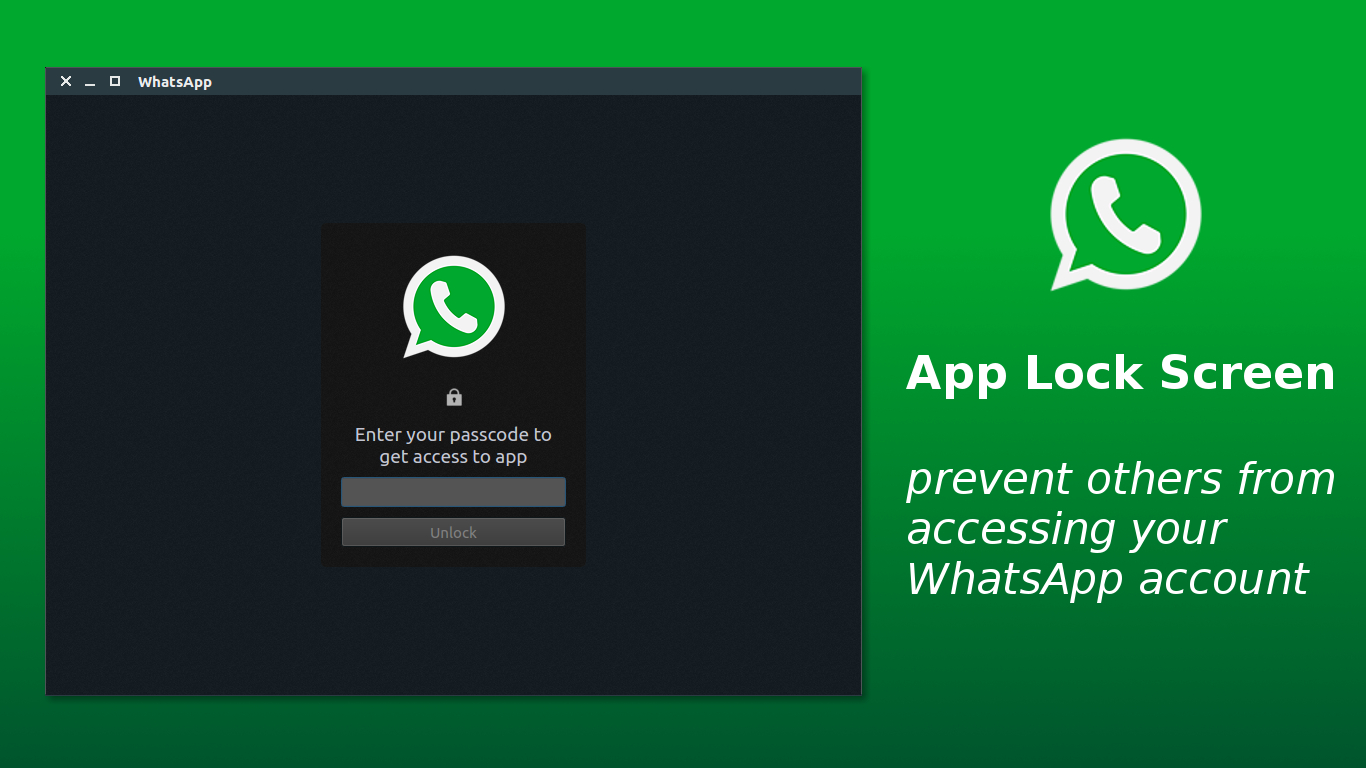 WhatsApp
Enter your passcode to
get access to app
Unlock
App Lock Screen
prevent others from
accessing your
WhatsApp account